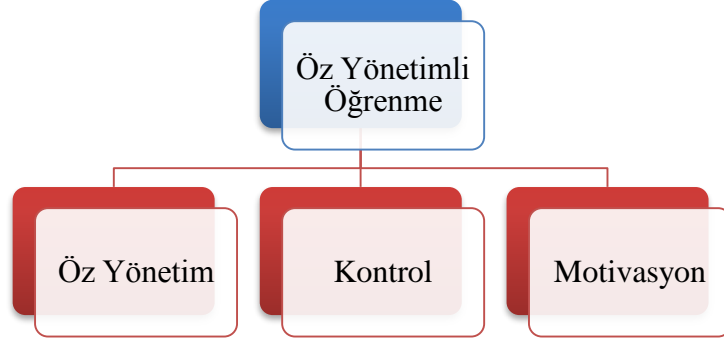 Öz Yönetimli
Öğrenme
Öz Yönetim
Kontrol
Motivasyon